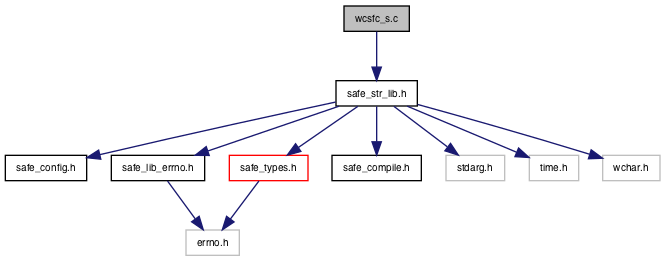 wcsfc_s.c
safe_str_lib.h
safe_config.h
safe_lib_errno.h
safe_types.h
safe_compile.h
stdarg.h
time.h
wchar.h
errno.h